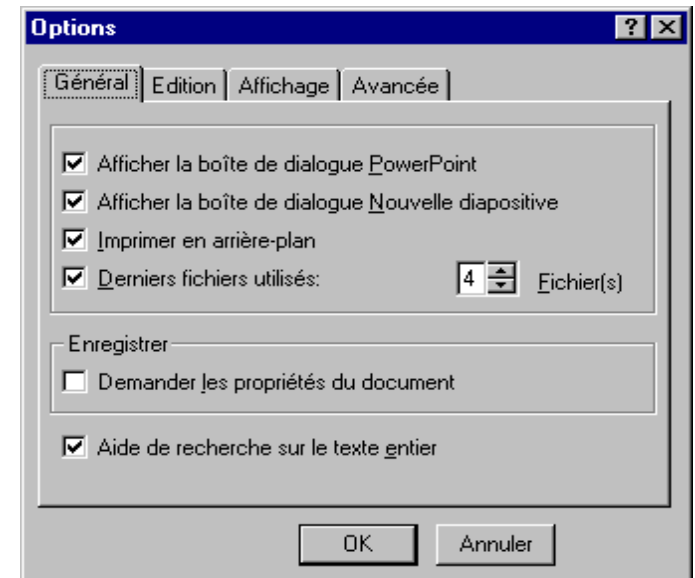 Options
Général Edition Affichage Avancée
Afficher la boîte de dialogue PowerPoint
Afficher la boîte de dialogue Nouvelle diapositive
Imprimer en arrière-plan
Derniers fichiers utilisés: 4 Fichier(s)
Enregistrer
Demander les propriétés du document
Aide de recherche sur le texte entier
OK Annuler